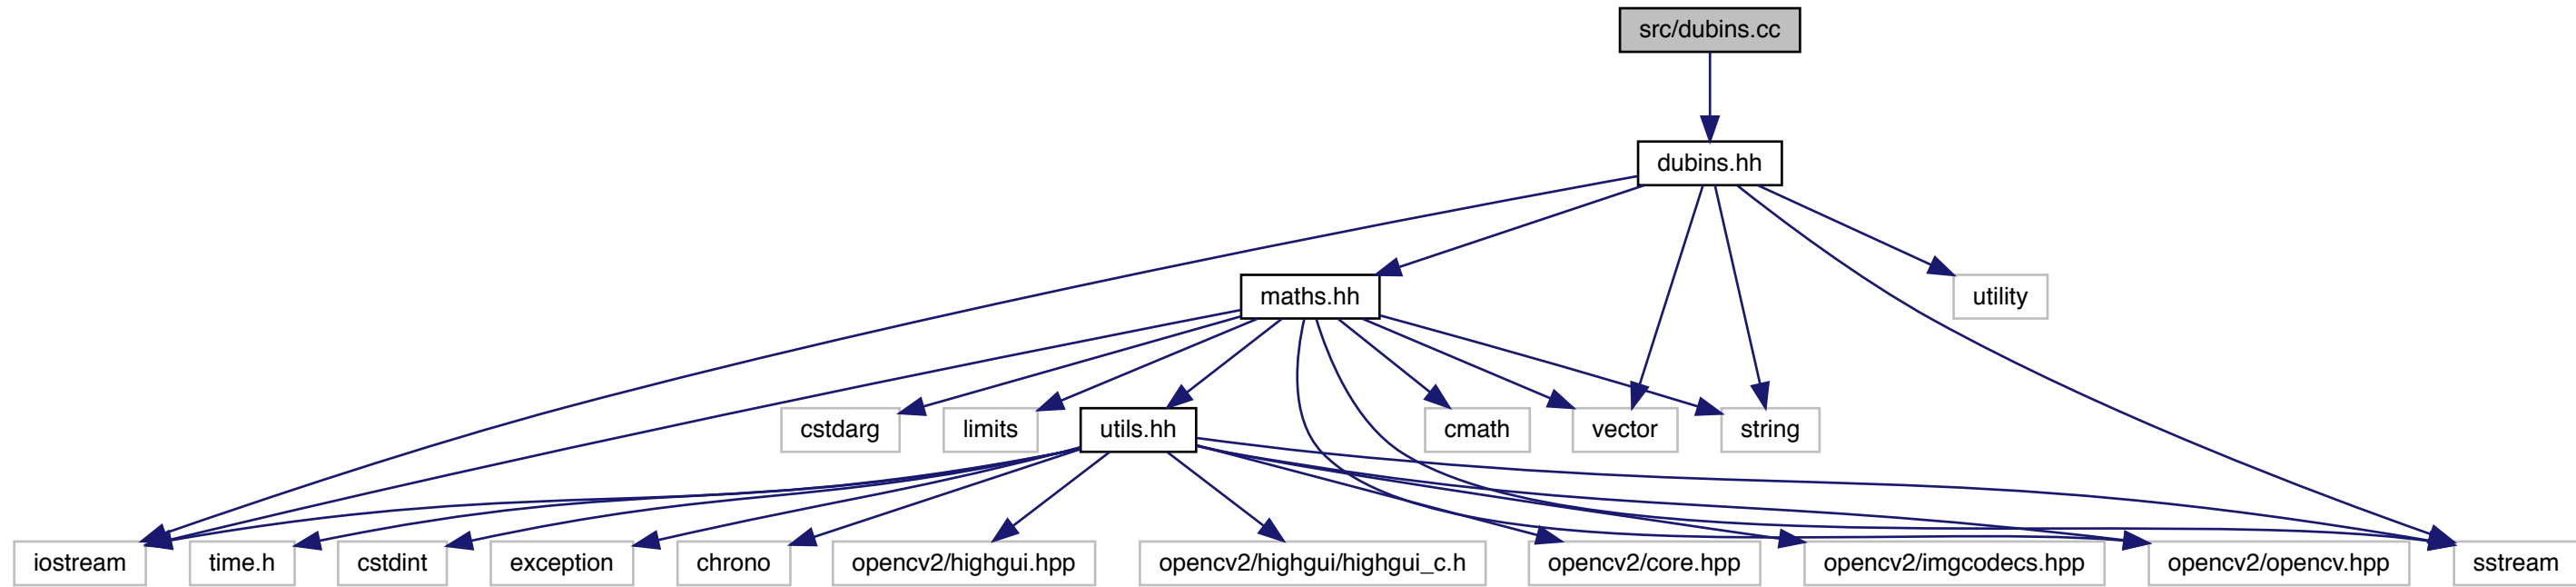 src/dubins.cc
dubins.hh
maths.hh
utility
cstdarg
limits
utils.hh
cmath
vector
string
iostream
time.h
cstdint
exception
chrono
opencv2/highgui.hpp
opencv2/highgui/highgui_c.h
opencv2/core.hpp
opencv2/imgcodecs.hpp
opencv2/opencv.hpp
sstream